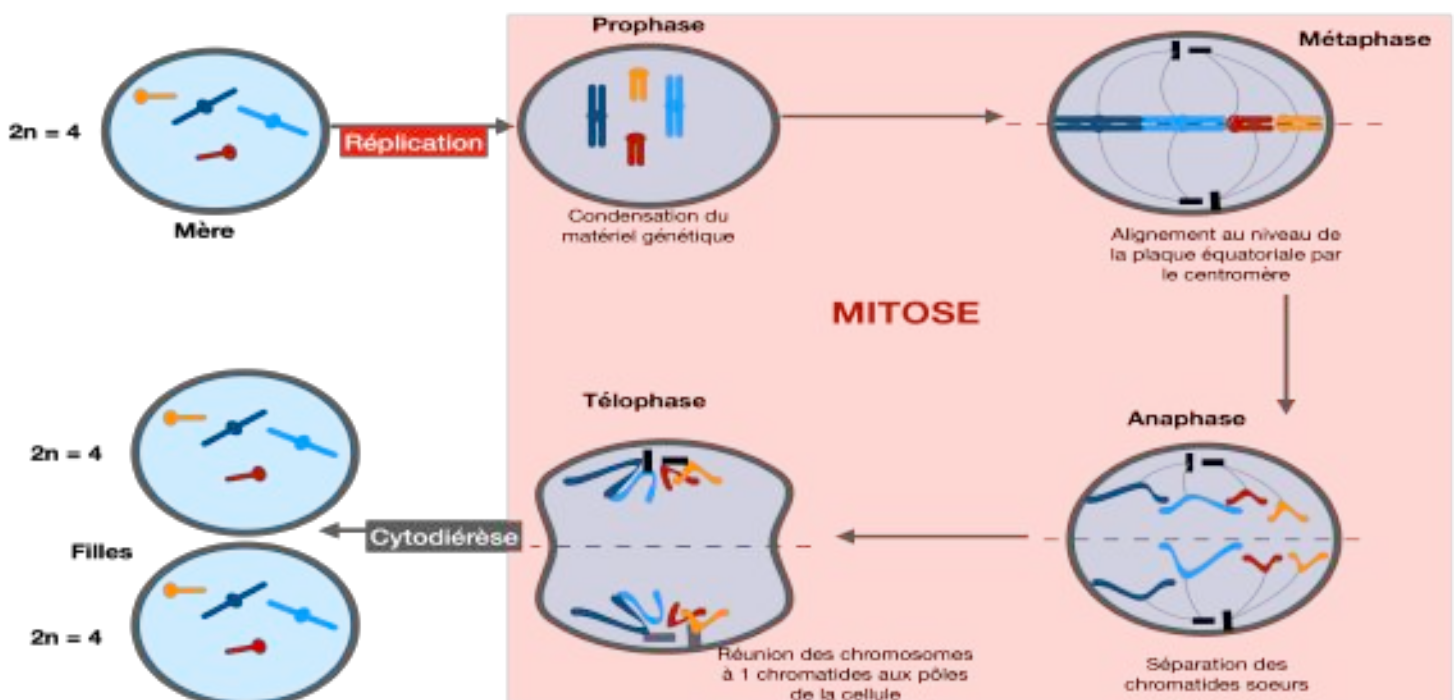 Prophase
Métaphase
2n = 4
Réplication
Mère
Condensation du
matériel génétique
Alignement au niveau de
la plaque équatoriale par
le centromère
MITOSE
Télophase
Anaphase
2n = 4
Cytodiérèse
Filles
2n = 4
Réunion des chromosomes
à 1 chromatides aux pôles
de la cellule
Séparation des
chromatides soeurs